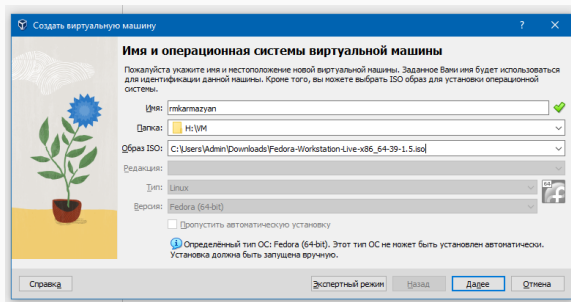 Создать виртуальную машину
Имя и операционная системы виртуальной машины
Пожалуйста укажите имя и местоположение новой виртуальной машины. Заданное Вами имя будет использоваться
для идентификации данной машины. Кроме того, вы можете выбрать ISO образ для установки операционной
системы.
Имя: rmkarmazyan
Папка: H:\VM
Образ ISO: C:\Users\Admin\Downloads\Fedora-Workstation-Live-x86_64-39-1.5.iso
Редакция:
Тип: Linux
64
Версия: Fedora (64-bit)
Пропустить автоматическую установку
Определённый тип ОС: Fedora (64-bit). Этот тип ОС не может быть установлен автоматически.
Установка должна быть запущена вручную.
Справка Экспертный режим Назад Далее Отмена